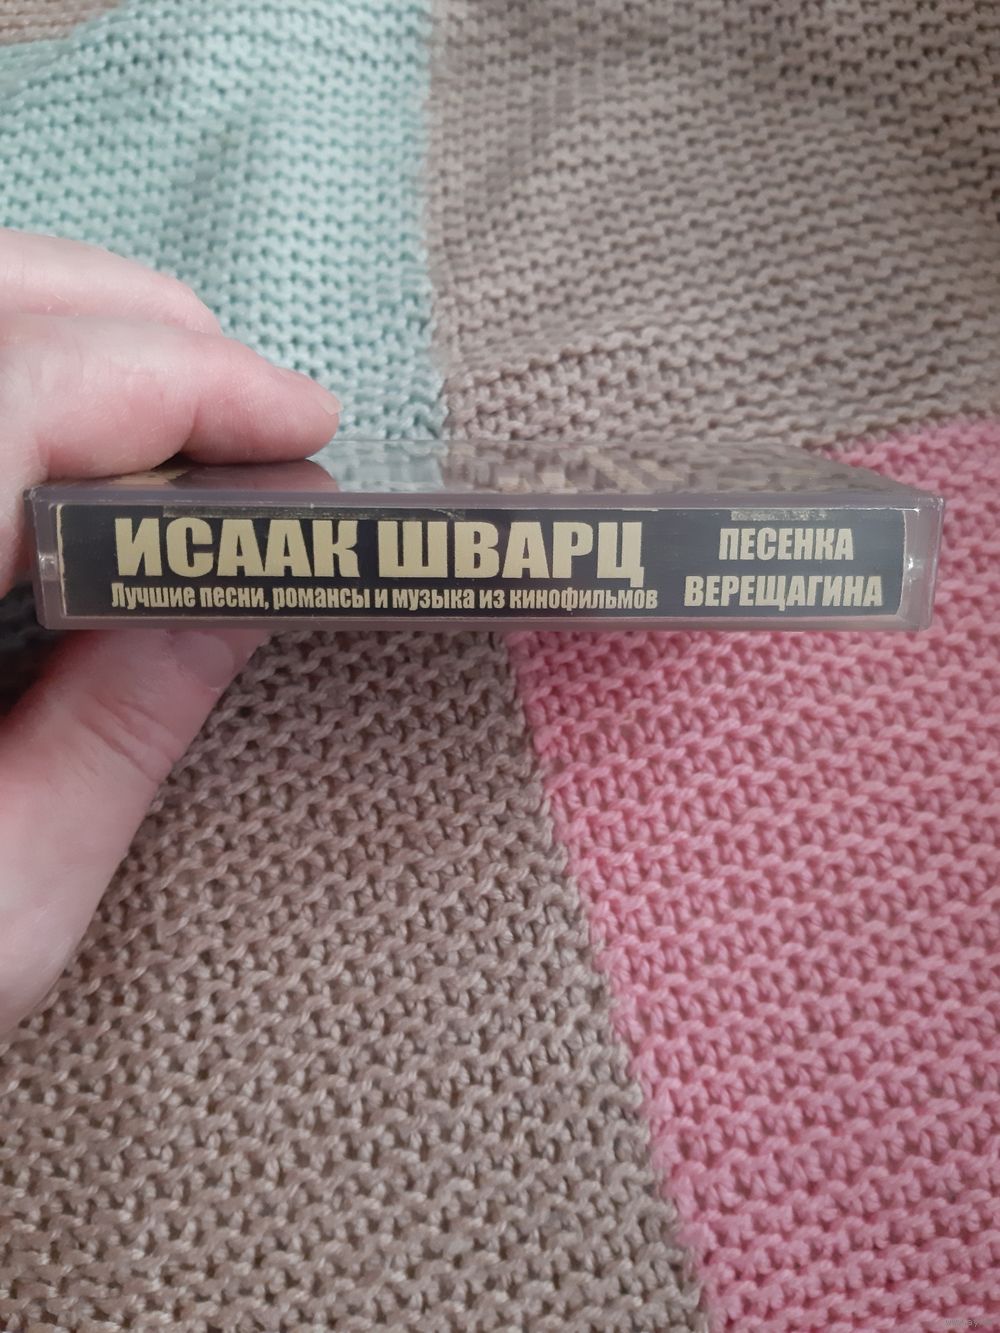 ИСААК ШВАРЦ
Лучшие песни, романсы и музыка из кинофильмов
ПЕСЕНКА
ВЕРЕЩАГИНА